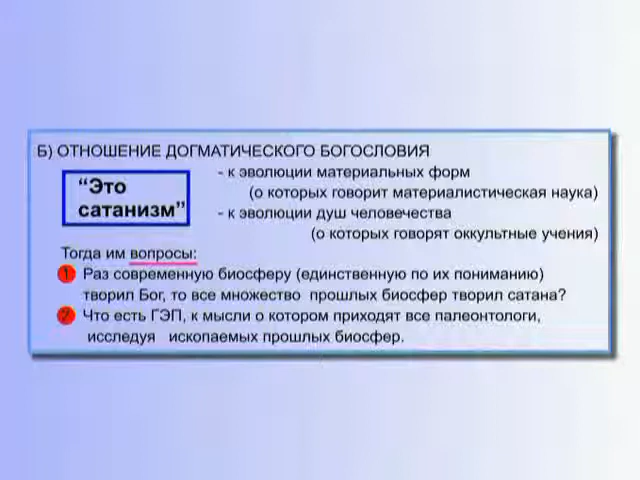 Б) ОТНОШЕНИЕ ДОГМАТИЧЕСКОГО БОГОСЛОВИЯ
“Это
сатанизм”
- к эволюции материальных форм
(о которых говорит материалистическая наука)
- к эволюции душ человечества
(о которых говорят оккультные учения)
Тогда им вопросы:
1 Раз современную биосферу (единственную по их пониманию)
творил Бог, то все множество прошлых биосфер творил сатана?
2 Что есть ГЭП, к мысли о котором приходят все палеонтологи,
исследуя ископаемых прошлых биосфер.